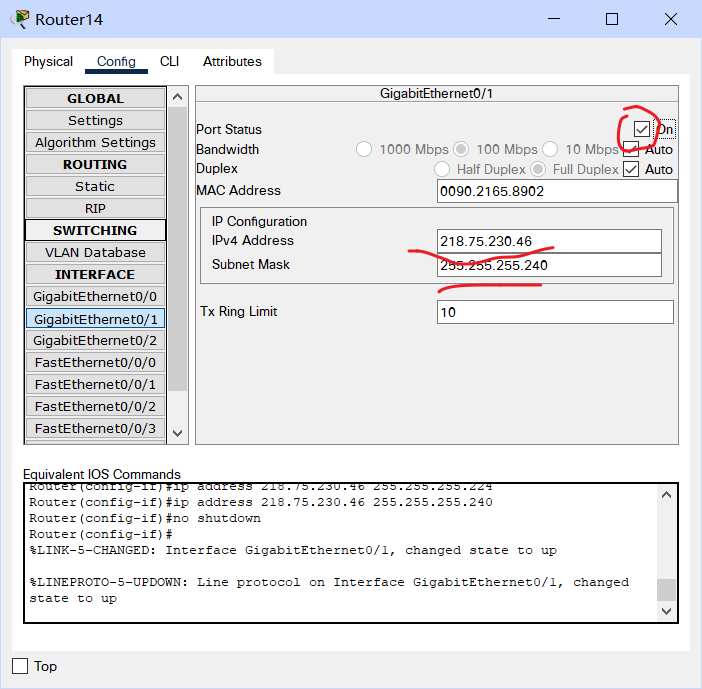 Router14
Physical Config CLI Attributes
GLOBAL
Settings
Algorithm Settings
ROUTING
Static
RIP
SWITCHING
VLAN Database
INTERFACE
GigabitEthernet0/0
GigabitEthernet0/1
GigabitEthernet0/2
FastEthernet0/0/0
FastEthernet0/0/1
FastEthernet0/0/2
FastEthernet0/0/3
GigabitEthernet0/1
Port Status On
Bandwidth 1000 Mbps 100 Mbps 10 Mbps Auto
Duplex Half Duplex Full Duplex Auto
MAC Address 0090.2165.8902
IP Configuration
IPv4 Address 218.75.230.46
Subnet Mask 255.255.255.240
Tx Ring Limit 10
Equivalent IOS Commands
Router(config-if)#ip address 218.75.230.46 255.255.255.224
Router(config-if)#ip address 218.75.230.46 255.255.255.240
Router(config-if)#no shutdown
Router(config-if)#
%LINK-5-CHANGED: Interface GigabitEthernet0/1, changed state to up
%LINEPROTO-5-UPDOWN: Line protocol on Interface GigabitEthernet0/1, changed
state to up
Top